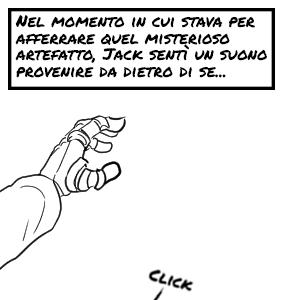 Nel momento in cui stava per
afferrare quel misterioso
artefatto, Jack sentì un suono
provenire da dietro di se...
Click